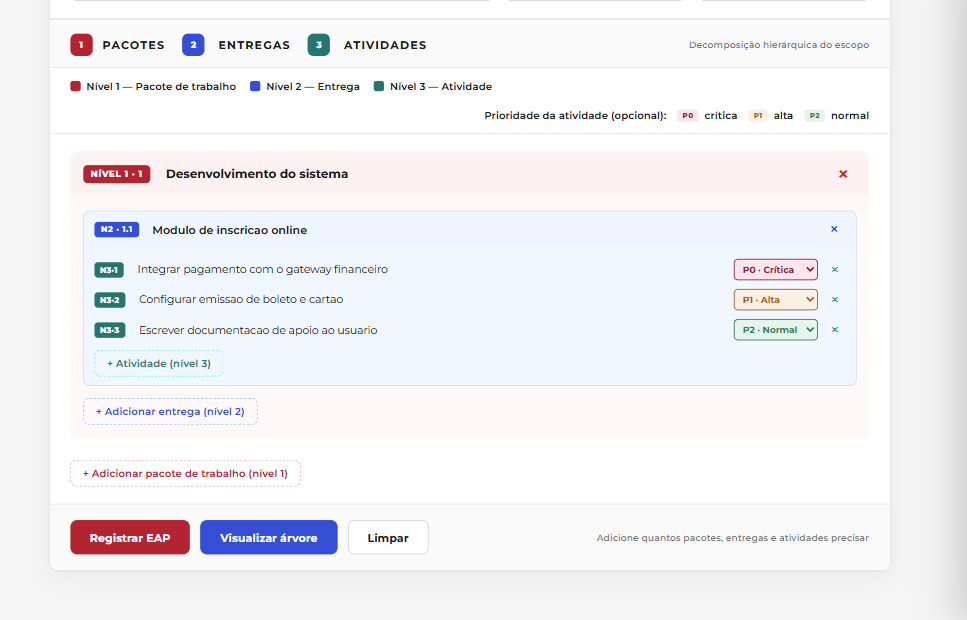 1 PACOTES 2 ENTREGAS 3 ATIVIDADES Decomposição hierárquica do escopo
Nível 1 — Pacote de trabalho Nível 2 — Entrega Nível 3 — Atividade
Prioridade da atividade (opcional): P0 crítica P1 alta P2 normal
NÍVEL 1 • 1 Desenvolvimento do sistema ×
N2 • 1.1 Modulo de inscricao online ×
N3•1 Integrar pagamento com o gateway financeiro P0 · Crítica ×
N3•2 Configurar emissao de boleto e cartao P1 · Alta ×
N3•3 Escrever documentacao de apoio ao usuario P2 · Normal ×
+ Atividade (nível 3)
+ Adicionar entrega (nível 2)
+ Adicionar pacote de trabalho (nível 1)
Registrar EAP Visualizar árvore Limpar Adicione quantos pacotes, entregas e atividades precisar